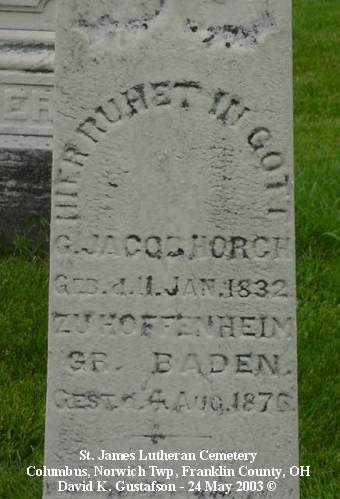 HIER RUHET IN GOTT
G. JACOB HORCH
GEB. d. 11. JAN. 1832
ZU HOFFENHEIM
GR. BADEN.
GEST. d. 4 AUG. 1876
ER
St. James Lutheran Cemetery
Columbus, Norwich Twp, Franklin County, OH
David K, Gustafson - 24 May 2003 ©